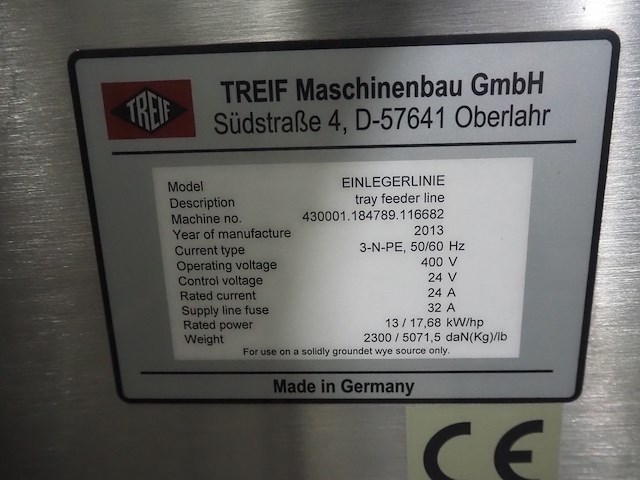 TREIF
TREIF Maschinenbau GmbH
Südstraße 4, D-57641 Oberlahr
Model EINLEGERLINIE
Description tray feeder line
Machine no. 430001.184789.116682
Year of manufacture 2013
Current type 3-N-PE, 50/60 Hz
Operating voltage 400 V
Control voltage 24 V
Rated current 24 A
Supply line fuse 32 A
Rated power 13 / 17,68 kW/hp
Weight 2300 / 5071,5 daN(Kg)/lb
For use on a solidly groundet wye source only.
Made in Germany
CE